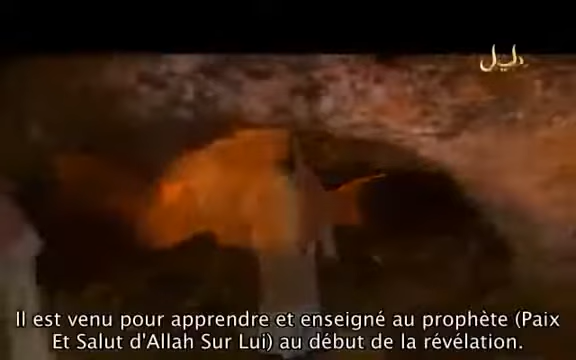 دليل
Il est venu pour apprendre et enseigné au prophète (Paix
Et Salut d'Allah Sur Lui) au début de la révélation.